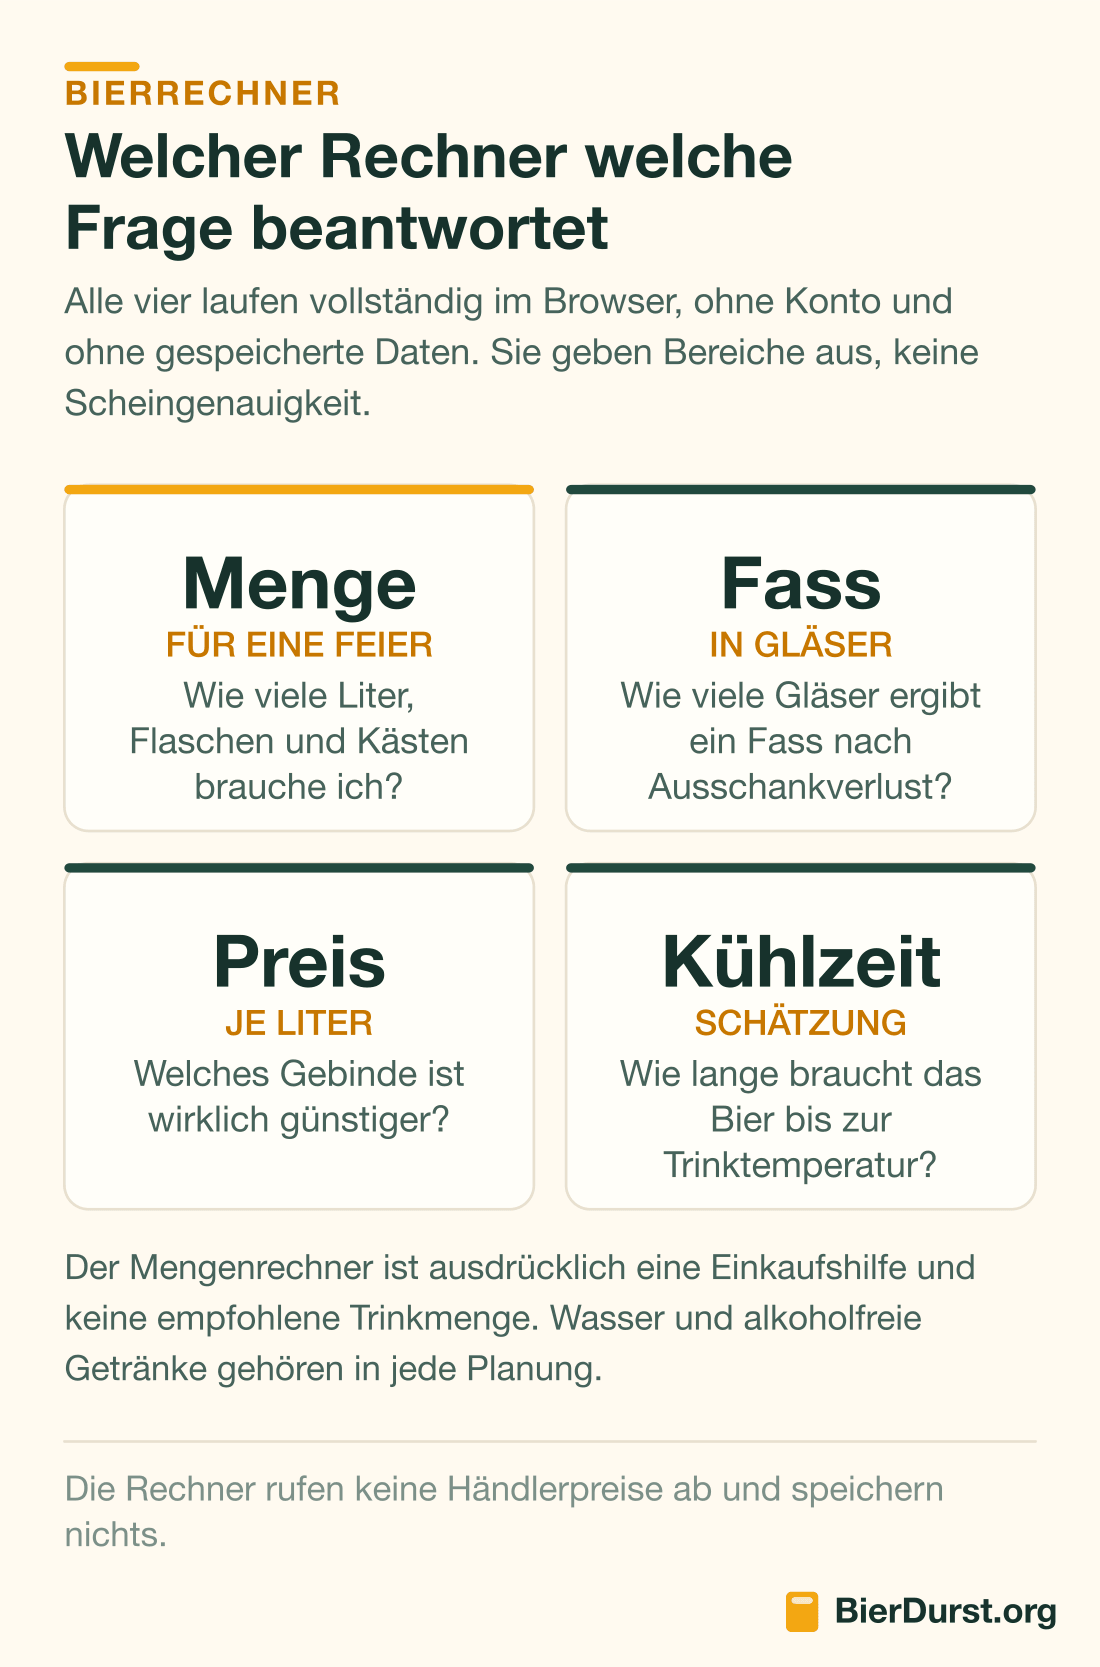 BIERRECHNER
Welcher Rechner welche
Frage beantwortet
Alle vier laufen vollständig im Browser, ohne Konto und
ohne gespeicherte Daten. Sie geben Bereiche aus, keine
Scheingenauigkeit.
Menge
FÜR EINE FEIER
Wie viele Liter,
Flaschen und Kästen
brauche ich?
Fass
IN GLÄSER
Wie viele Gläser ergibt
ein Fass nach
Ausschankverlust?
Preis
JE LITER
Welches Gebinde ist
wirklich günstiger?
Kühlzeit
SCHÄTZUNG
Wie lange braucht das
Bier bis zur
Trinktemperatur?
Der Mengenrechner ist ausdrücklich eine Einkaufshilfe und
keine empfohlene Trinkmenge. Wasser und alkoholfreie
Getränke gehören in jede Planung.
Die Rechner rufen keine Händlerpreise ab und speichern
nichts.
BierDurst.org